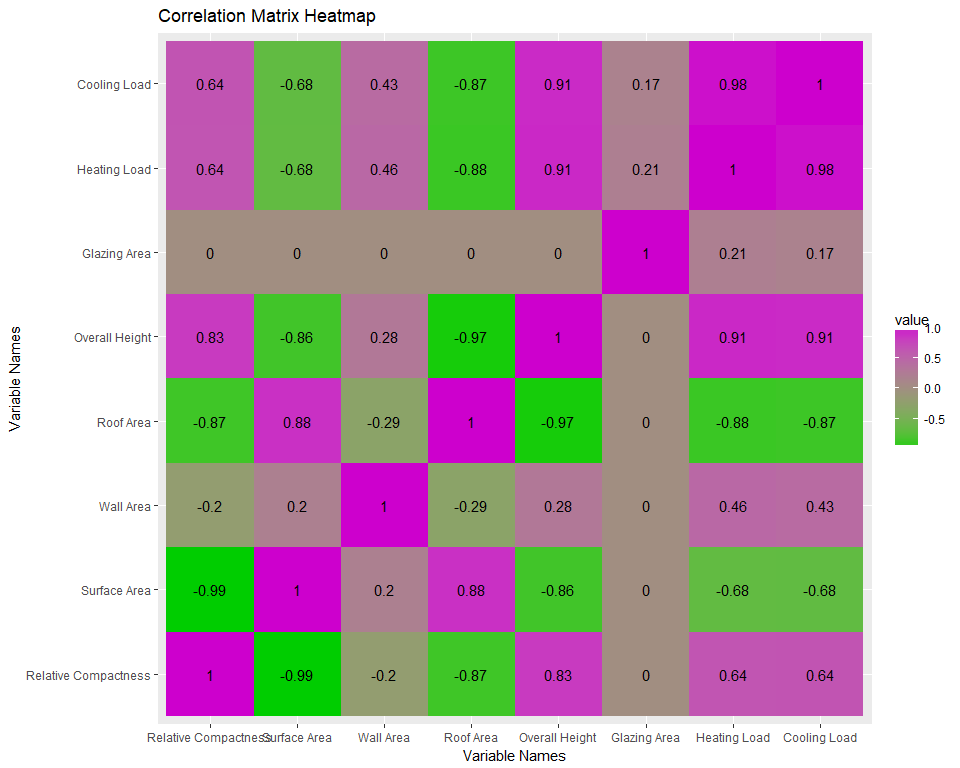 Correlation Matrix Heatmap
Cooling Load 0.64 -0.68 0.43 -0.87 0.91 0.17 0.98 1
Heating Load 0.64 -0.68 0.46 -0.88 0.91 0.21 1 0.98
Glazing Area 0 0 0 0 0 1 0.21 0.17
Overall Height 0.83 -0.86 0.28 -0.97 1 0 0.91 0.91
Roof Area -0.87 0.88 -0.29 1 -0.97 0 -0.88 -0.87
Wall Area -0.2 0.2 1 -0.29 0.28 0 0.46 0.43
Surface Area -0.99 1 0.2 0.88 -0.86 0 -0.68 -0.68
Relative Compactness 1 -0.99 -0.2 -0.87 0.83 0 0.64 0.64
Relative Compactness Surface Area Wall Area Roof Area Overall Height Glazing Area Heating Load Cooling Load
Variable Names
Variable Names
value
1.0
0.5
0.0
-0.5